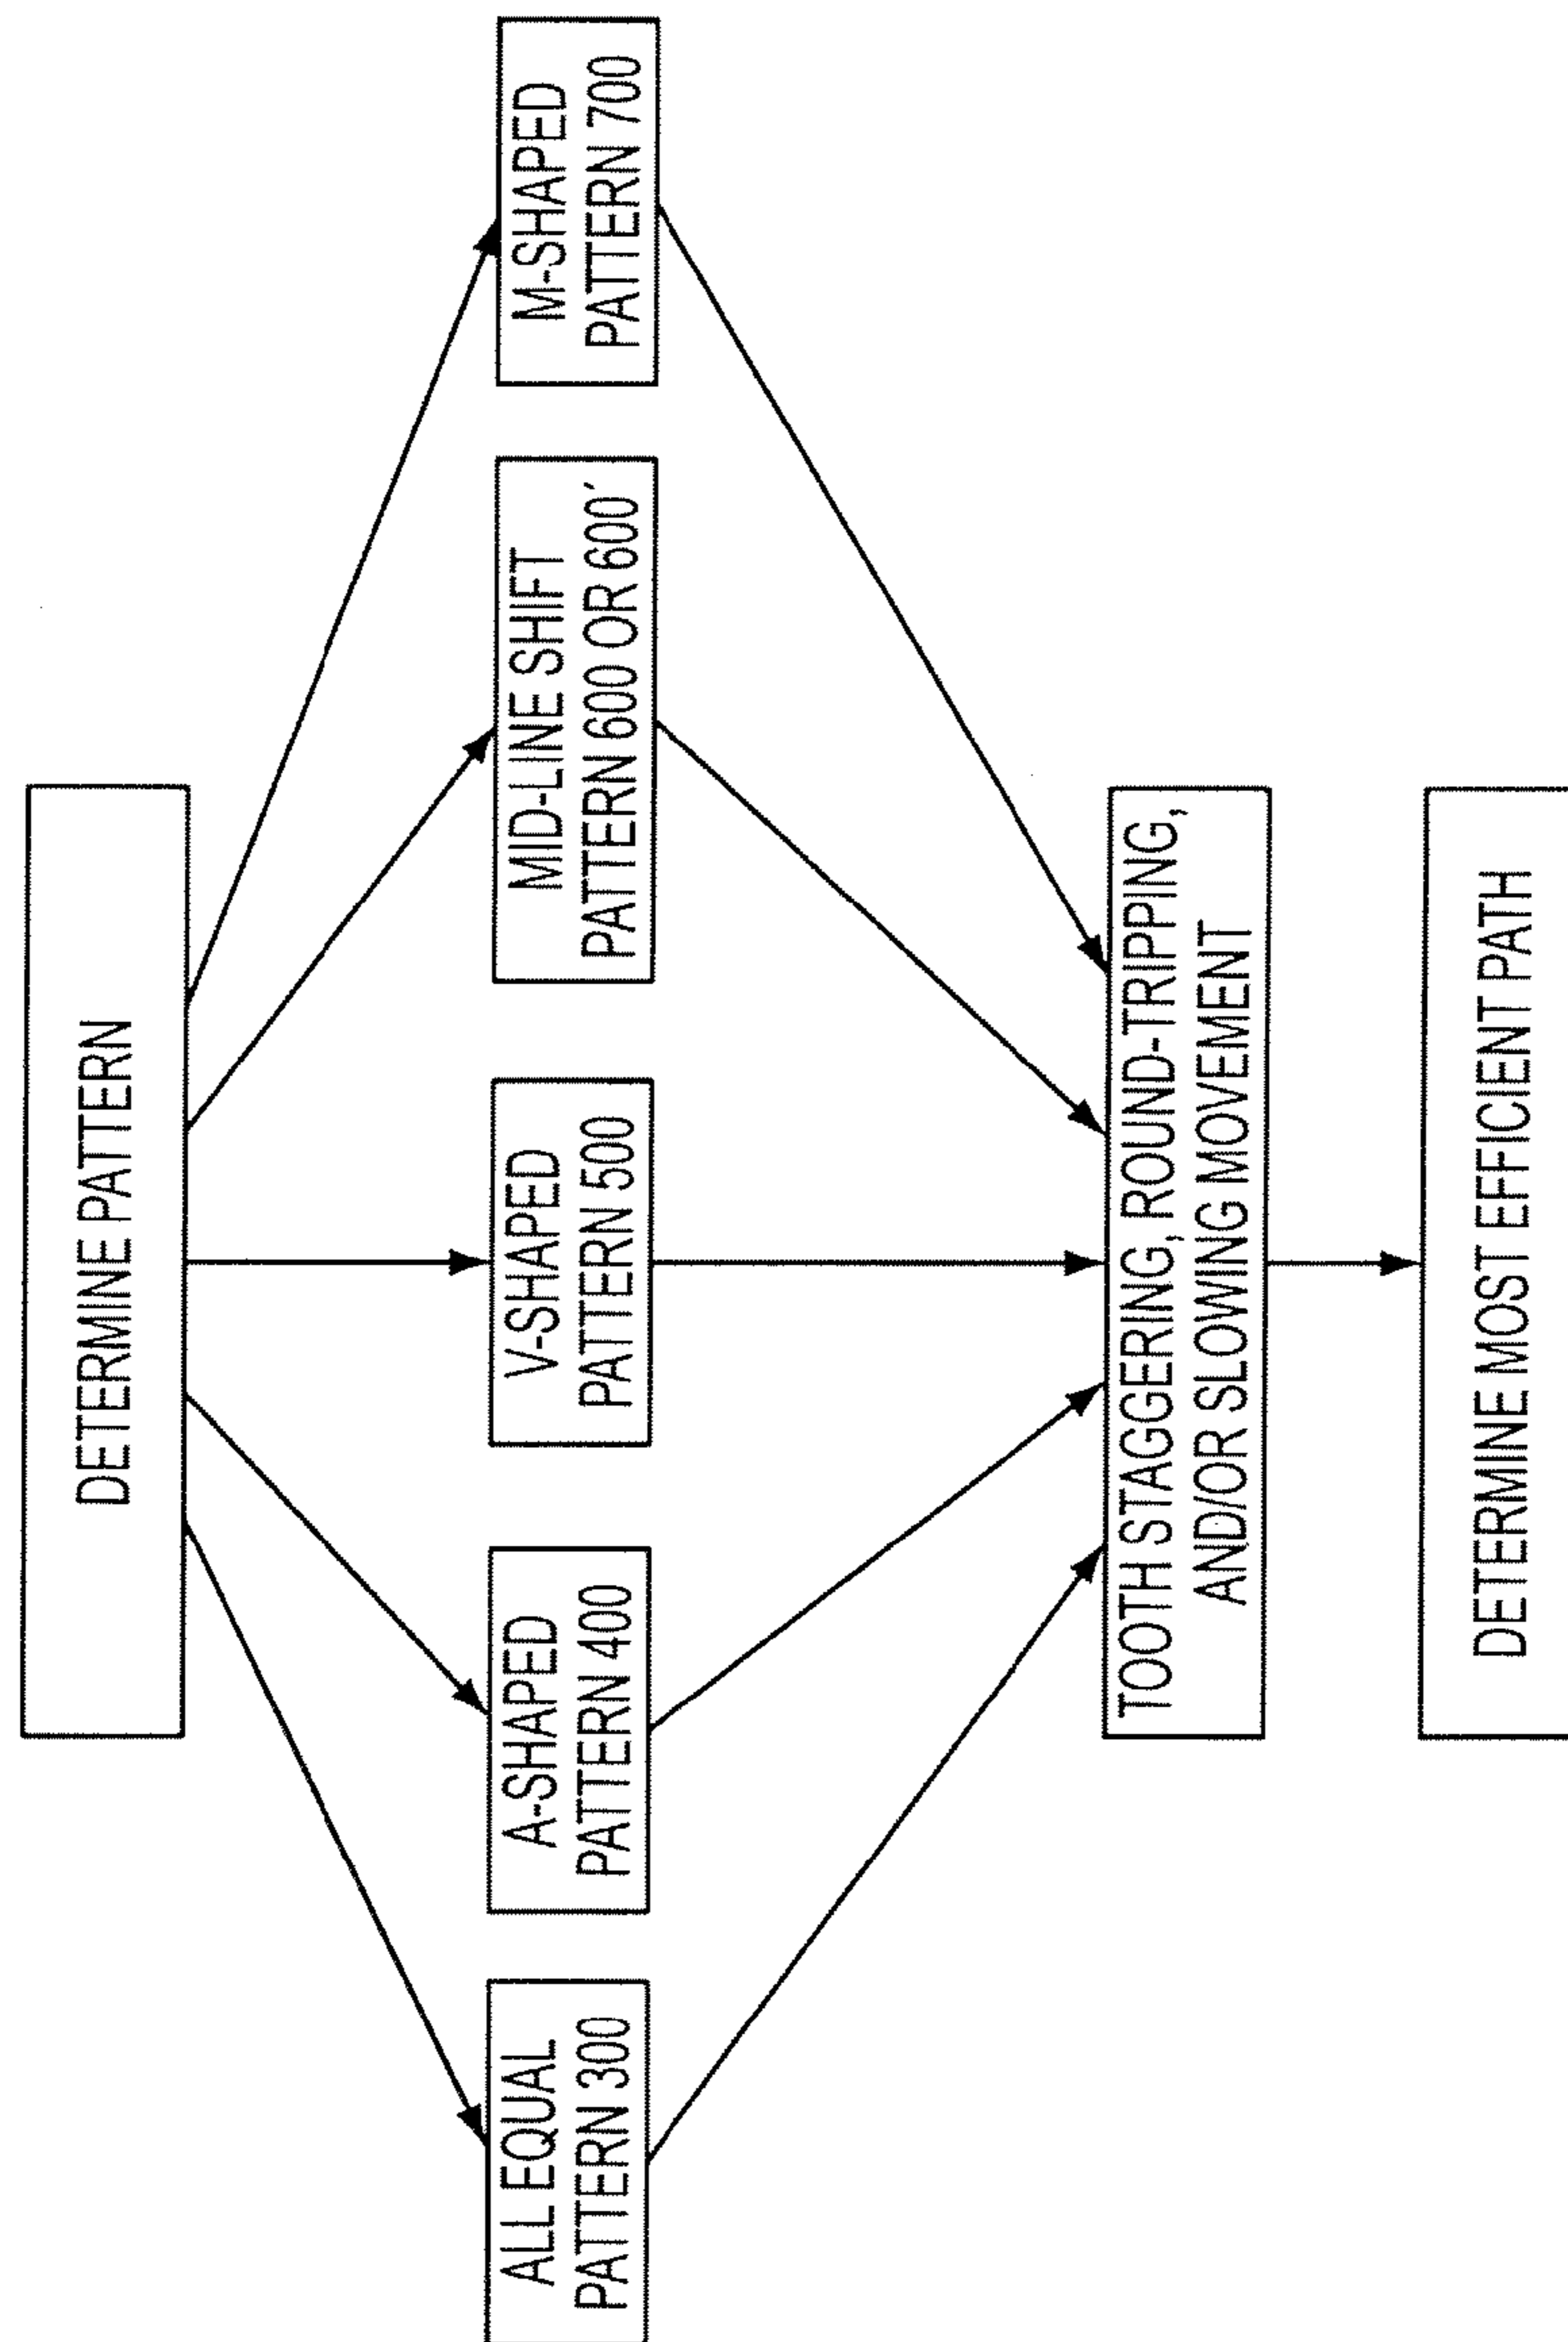 DETERMINE PATTERN
ALL EQUAL
PATTERN 300
A-SHAPED
PATTERN 400
V-SHAPED
PATTERN 500
MID-LINE SHIFT
PATTERN 600 OR 600´
M-SHAPED
PATTERN 700
TOOTH STAGGERING, ROUND-TRIPPING,
AND/OR SLOWING MOVEMENT
DETERMINE MOST EFFICIENT PATH